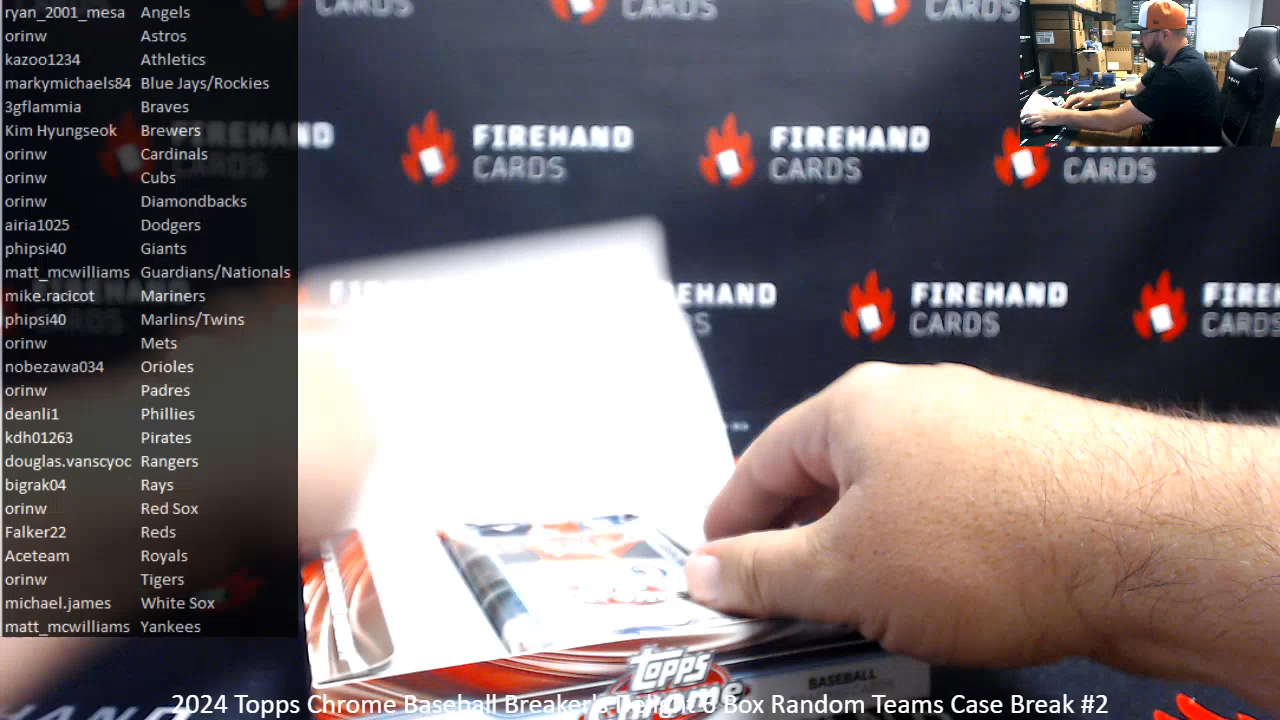 ryan_2001_mesa Angels
orinw Astros
kazoo1234 Athletics
markymichaels84 Blue Jays/Rockies
3gflammia Braves
Kim Hyungseok Brewers
orinw Cardinals
orinw Cubs
orinw Diamondbacks
airia1025 Dodgers
phipsi40 Giants
matt_mcwilliams Guardians/Nationals
mike.racicot Mariners
phipsi40 Marlins/Twins
orinw Mets
nobezawa034 Orioles
orinw Padres
deanli1 Phillies
kdh01263 Pirates
douglas.vanscyoc Rangers
bigrak04 Rays
orinw Red Sox
Falker22 Reds
Aceteam Royals
orinw Tigers
michael.james White Sox
matt_mcwilliams Yankees
CARDS CARDS CARDS
FIREHAND FIREHAND FIREHAND
CARDS CARDS CARDS CARDS
FIREHAND
CARDS
topps
Chrome
BASEBALL
2024 Topps Chrome Baseball Breaker's Delight 6 Box Random Teams Case Break #2